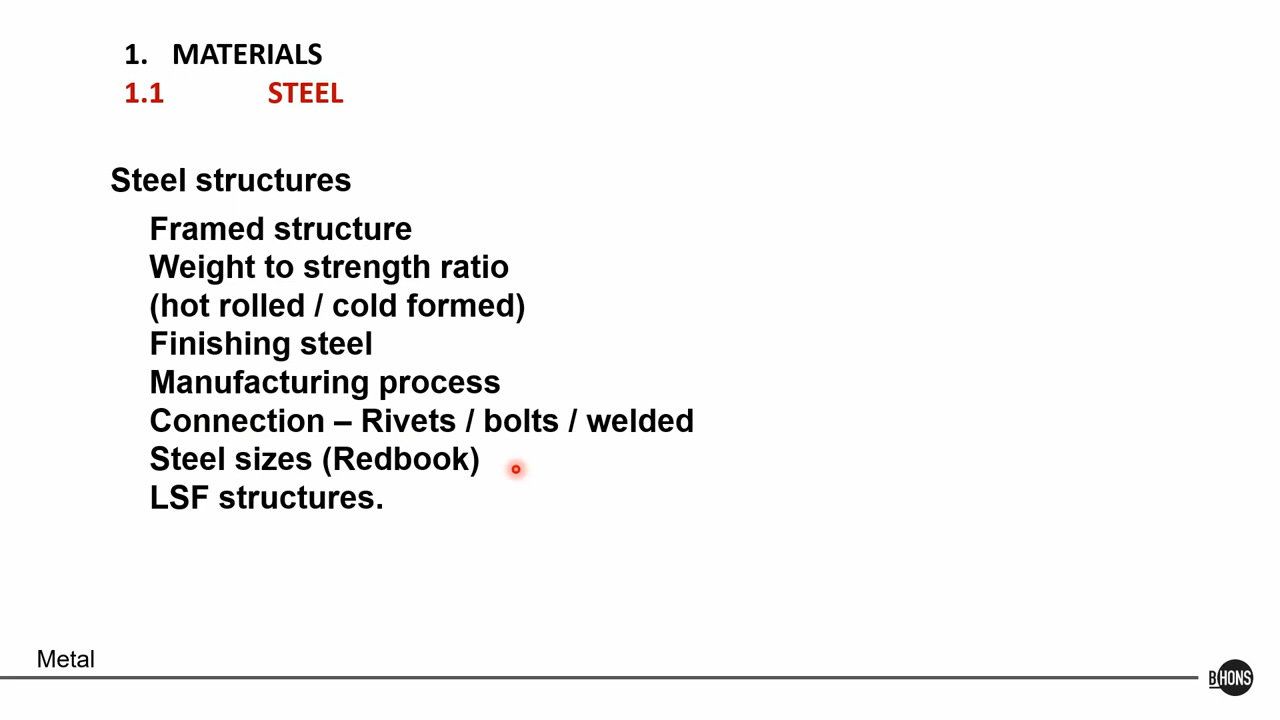 1. MATERIALS
1.1 STEEL
Steel structures
Framed structure
Weight to strength ratio
(hot rolled / cold formed)
Finishing steel
Manufacturing process
Connection – Rivets / bolts / welded
Steel sizes (Redbook)
LSF structures.
Metal
B(HONS